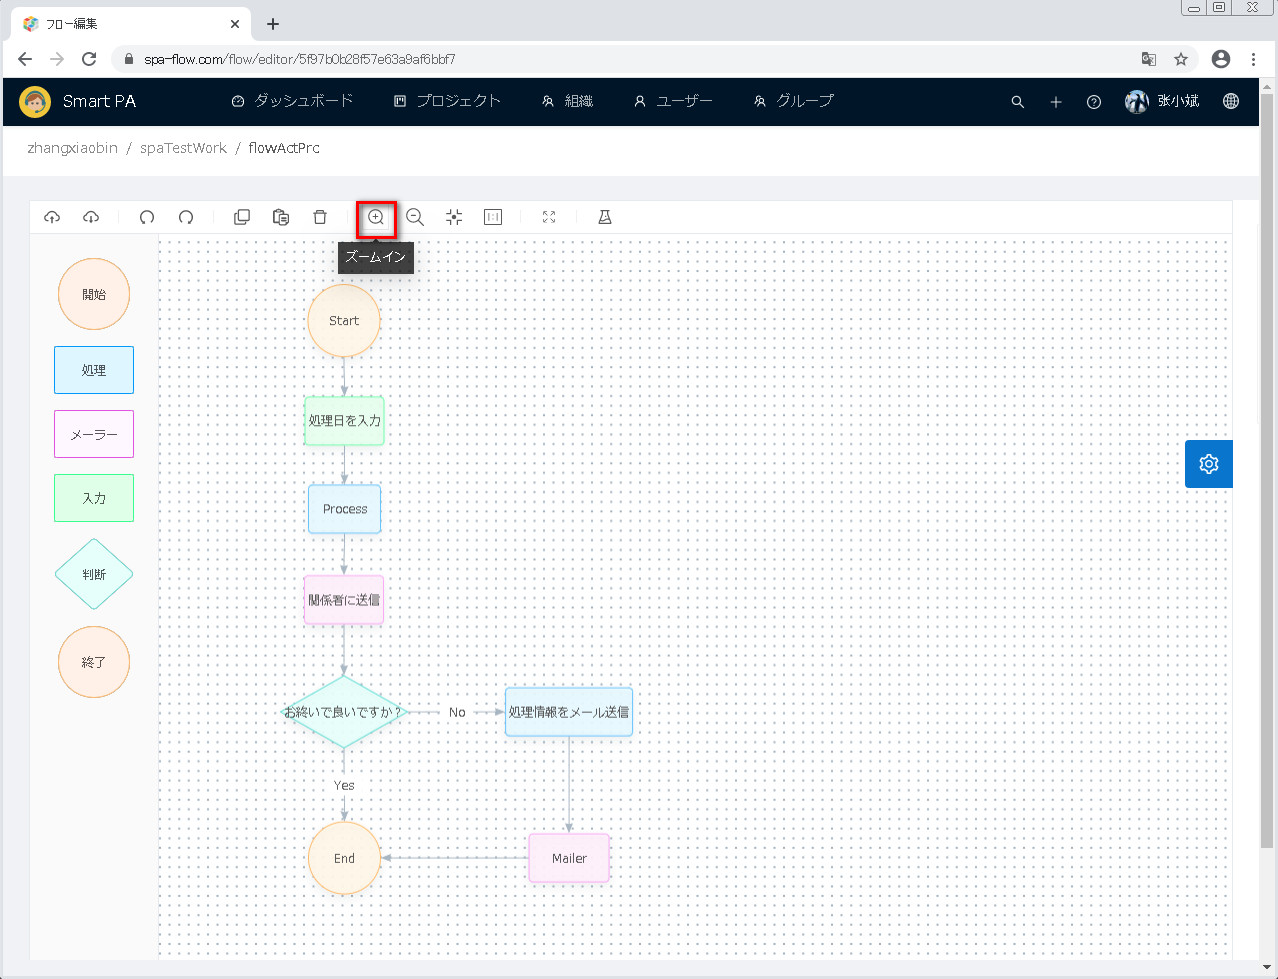 フロー編集
spa-flow.com/flow/editor/5f97b0b28f57e63a9af6bbf7
Smart PA
ダッシュボード
プロジェクト
組織
ユーザー
グループ
张小斌
zhangxiaobin / spaTestWork / flowActPrc
ズームイン
開始
処理
メーラー
入力
判断
終了
Start
処理日を入力
Process
関係者に送信
お終いで良いですか？
No
処理情報をメール送信
Yes
End
Mailer